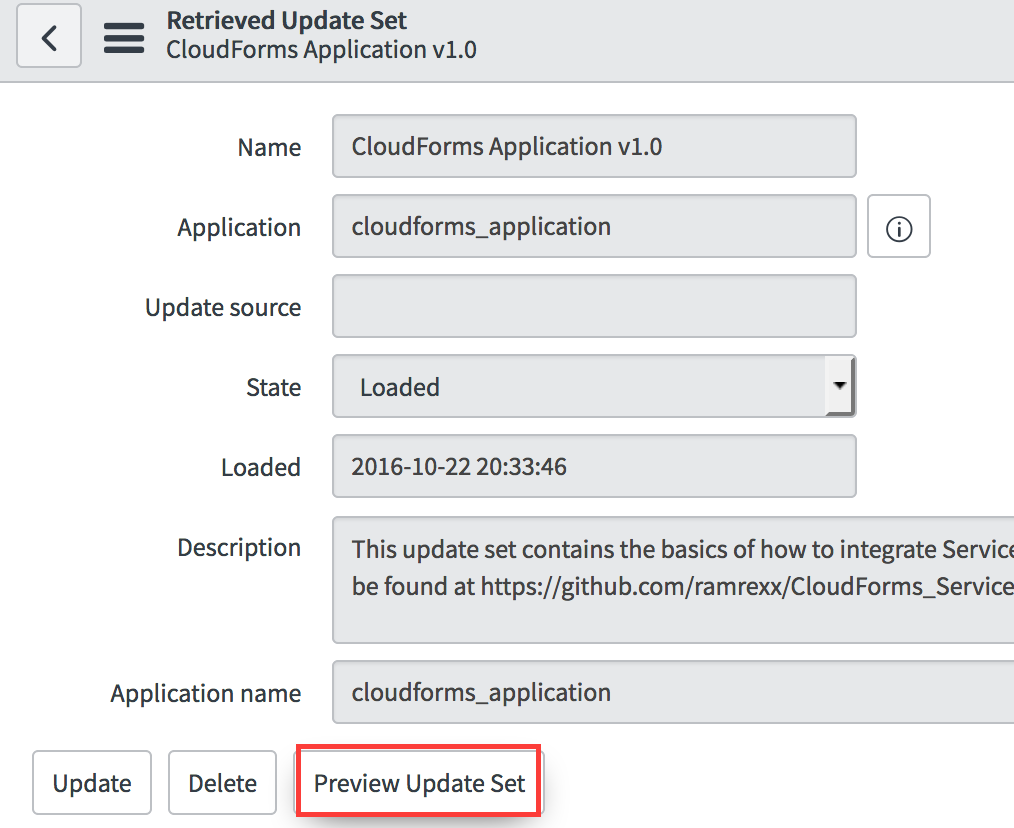 Retrieved Update Set
CloudForms Application v1.0
Name CloudForms Application v1.0
Application cloudforms_application
Update source
State Loaded
Loaded 2016-10-22 20:33:46
Description This update set contains the basics of how to integrate Service
be found at https://github.com/ramrexx/CloudForms_Service
Application name cloudforms_application
Update Delete Preview Update Set